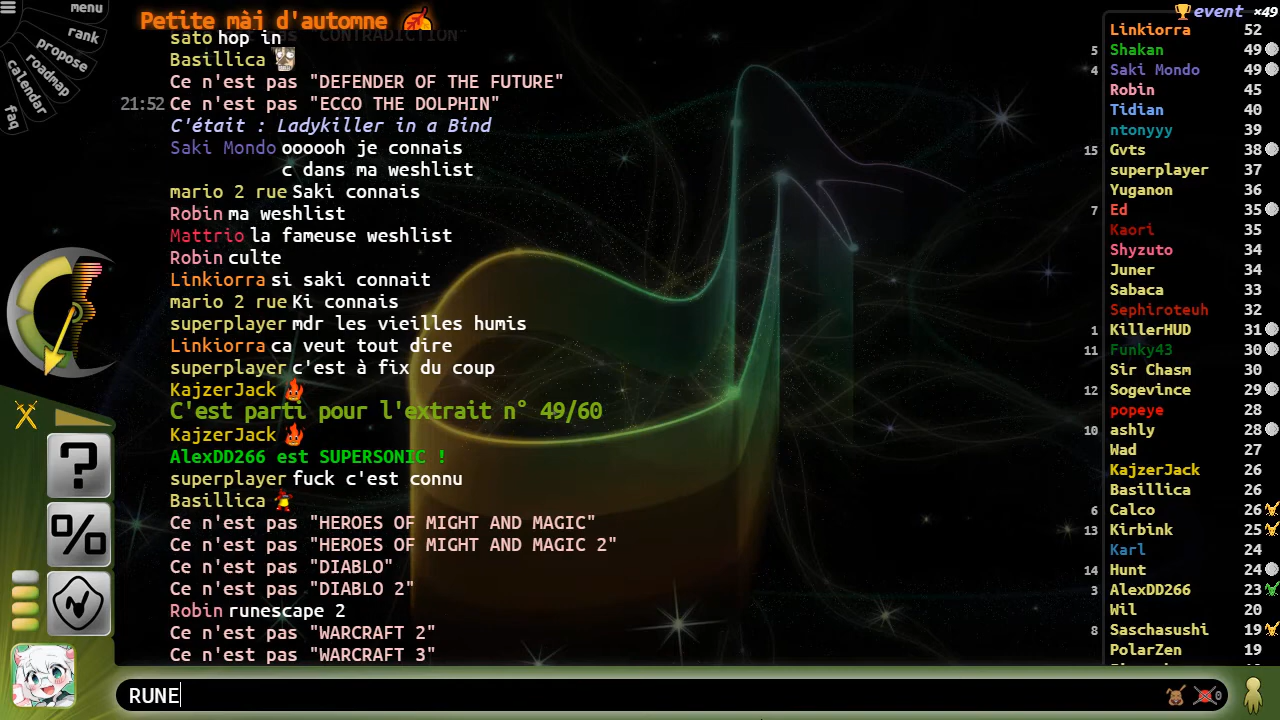 menu
rank
propose
roadmap
calendar
faq
Petite mài d'automne
sato hop in
Basillica
Ce n'est pas "DEFENDER OF THE FUTURE"
21:52 Ce n'est pas "ECCO THE DOLPHIN"
C'était : Ladykiller in a Bind
Saki Mondo oooooh je connais
c dans ma weshlist
mario 2 rue Saki connais
Robin ma weshlist
Mattrio la fameuse weshlist
Robin culte
Linkiorra si saki connait
mario 2 rue Ki connais
superplayer mdr les vieilles humis
Linkiorra ca veut tout dire
superplayer c'est à fix du coup
KajzerJack
C'est parti pour l'extrait n° 49/60
KajzerJack
AlexDD266 est SUPERSONIC !
superplayer fuck c'est connu
Basillica
Ce n'est pas "HEROES OF MIGHT AND MAGIC"
Ce n'est pas "HEROES OF MIGHT AND MAGIC 2"
Ce n'est pas "DIABLO"
Ce n'est pas "DIABLO 2"
Robin runescape 2
Ce n'est pas "WARCRAFT 2"
Ce n'est pas "WARCRAFT 3"
?
%
RUNE
0
event ×49
Linkiorra 52
5 Shakan 49
4 Saki Mondo 49
Robin 45
Tidian 40
ntonyyy 39
15 Gvts 38
superplayer 37
Yuganon 36
7 Ed 35
Kaori 35
Shyzuto 34
Juner 34
Sabaca 33
Sephiroteuh 32
1 KillerHUD 31
11 Funky43 30
Sir Chasm 30
12 Sogevince 29
popeye 28
10 ashly 28
Wad 27
KajzerJack 26
Basillica 26
6 Calco 26
13 Kirbink 25
Karl 24
14 Hunt 24
3 AlexDD266 23
Wil 20
8 Saschasushi 19
PolarZen 19